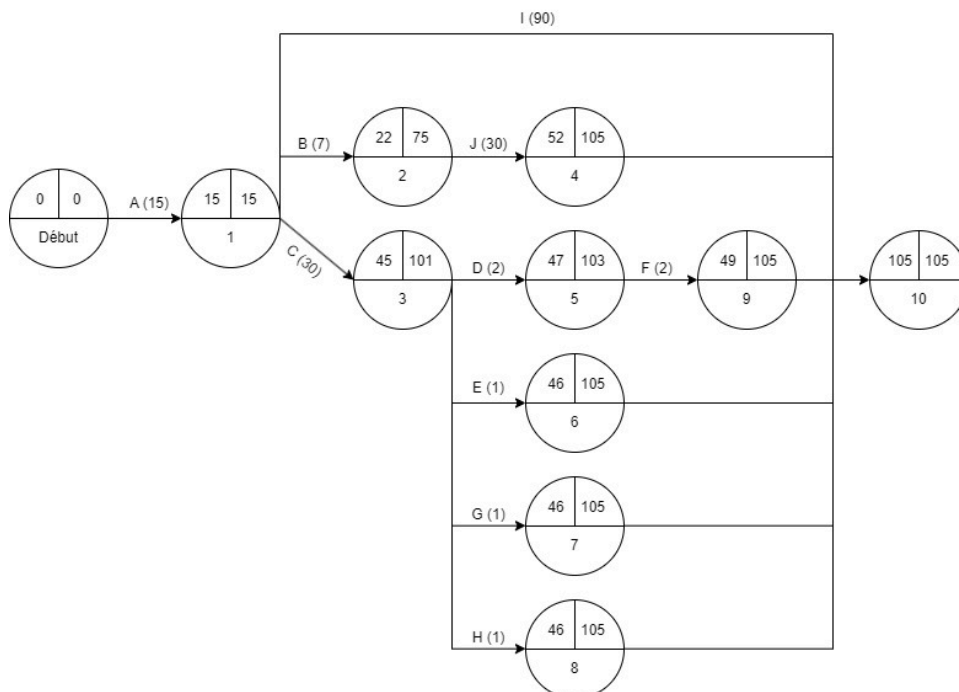 I (90)
B (7)
22 75
2
J (30)
52 105
4
0 0
Début
A (15)
15 15
1
C (30)
45 101
3
D (2)
47 103
5
F (2)
49 105
9
105 105
10
E (1)
46 105
6
G (1)
46 105
7
H (1)
46 105
8